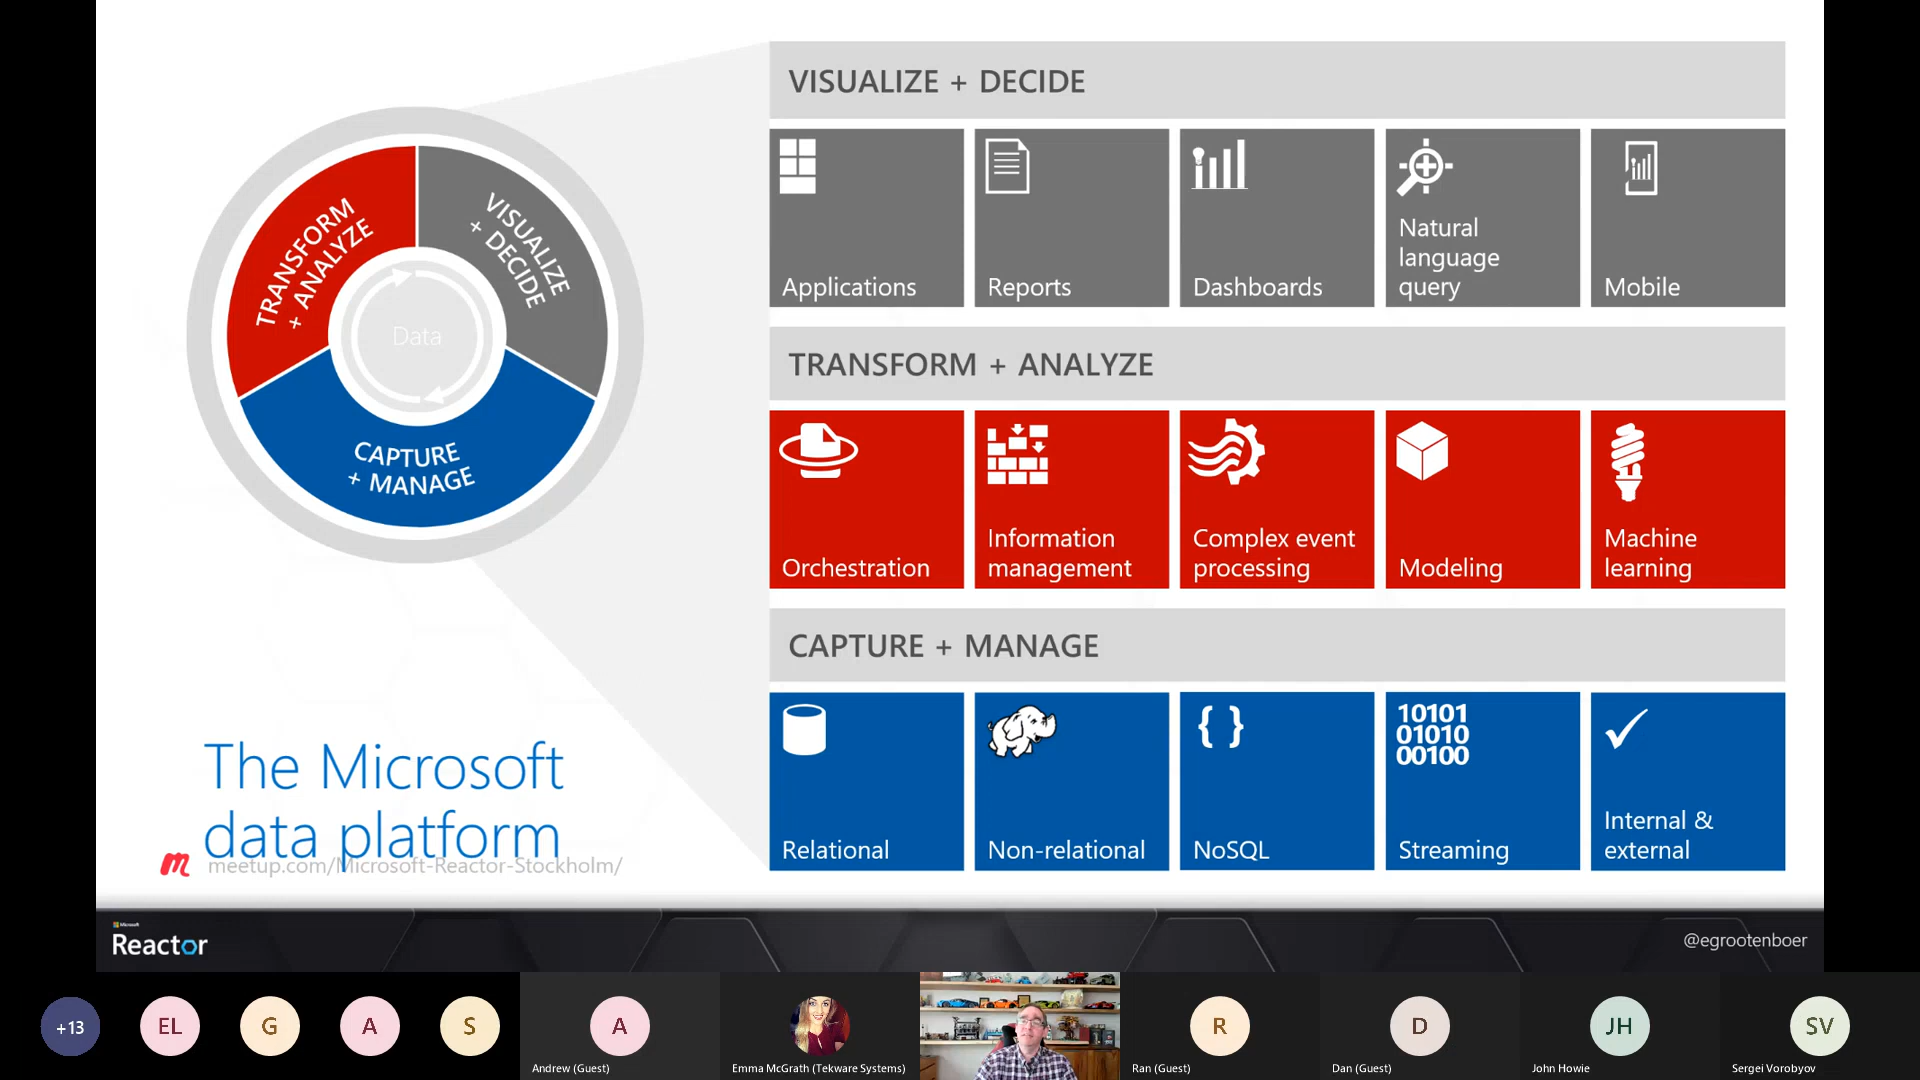 VISUALIZE + DECIDE
Applications
Reports
Dashboards
Natural
language
query
Mobile
TRANSFORM + ANALYZE
Orchestration
Information
management
Complex event
processing
Modeling
Machine
learning
CAPTURE + MANAGE
Relational
Non-relational
{ }
NoSQL
10101
01010
00100
Streaming
Internal &
external
TRANSFORM
+ ANALYZE
VISUALIZE
+ DECIDE
Data
CAPTURE
+ MANAGE
The Microsoft
data platform
m meetup.com/Microsoft-Reactor-Stockholm/
Microsoft
Reactor
@egrootenboer
+13
EL
G
A
S
A
Andrew (Guest)
Emma McGrath (Tekware Systems)
R
Ran (Guest)
D
Dan (Guest)
JH
John Howie
SV
Sergei Vorobyov